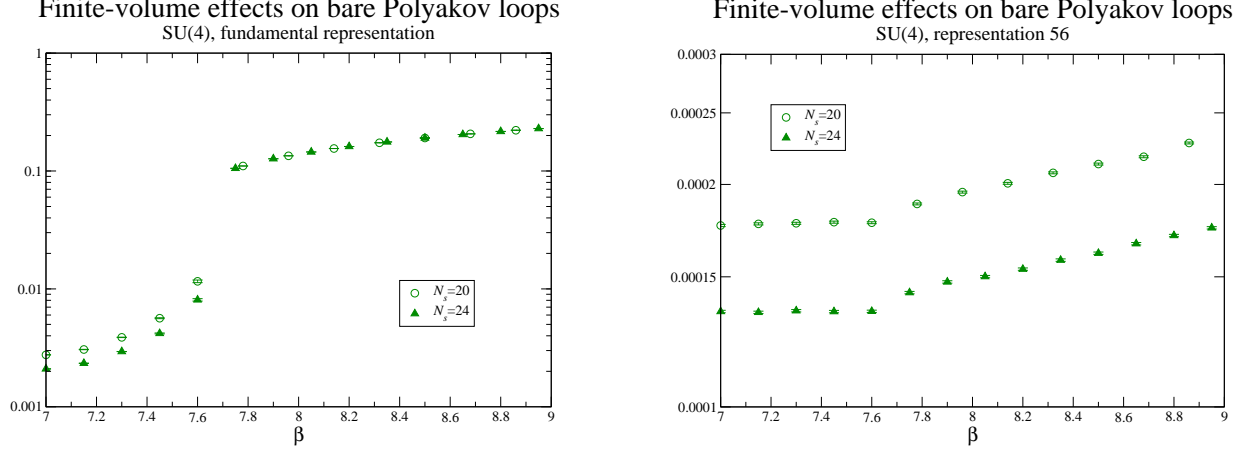 Finite-volume effects on bare Polyakov loops
SU(4), fundamental representation
1
0.1
0.01
0.001
N_s=20
N_s=24
7 7.2 7.4 7.6 7.8 8 8.2 8.4 8.6 8.8 9
β
Finite-volume effects on bare Polyakov loops
SU(4), representation 56
0.0003
0.00025
0.0002
0.00015
0.0001
N_s=20
N_s=24
7 7.2 7.4 7.6 7.8 8 8.2 8.4 8.6 8.8 9
β